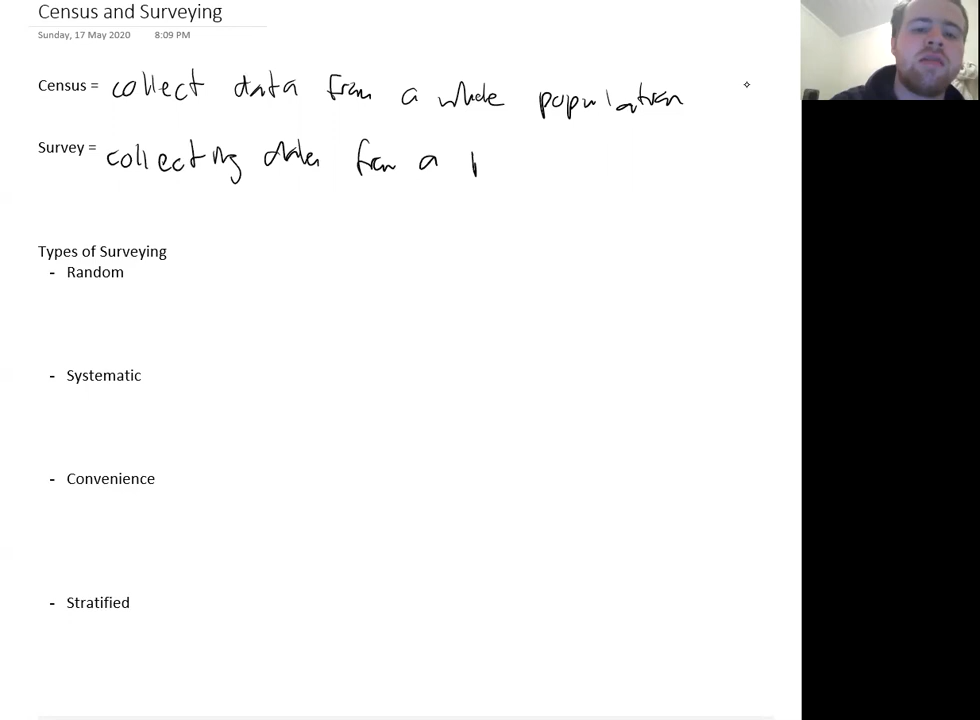 Census and Surveying
Sunday, 17 May 2020 8:09 PM
Census = collect data from a whole population
Survey = collecting data from a
Types of Surveying
- Random
- Systematic
- Convenience
- Stratified